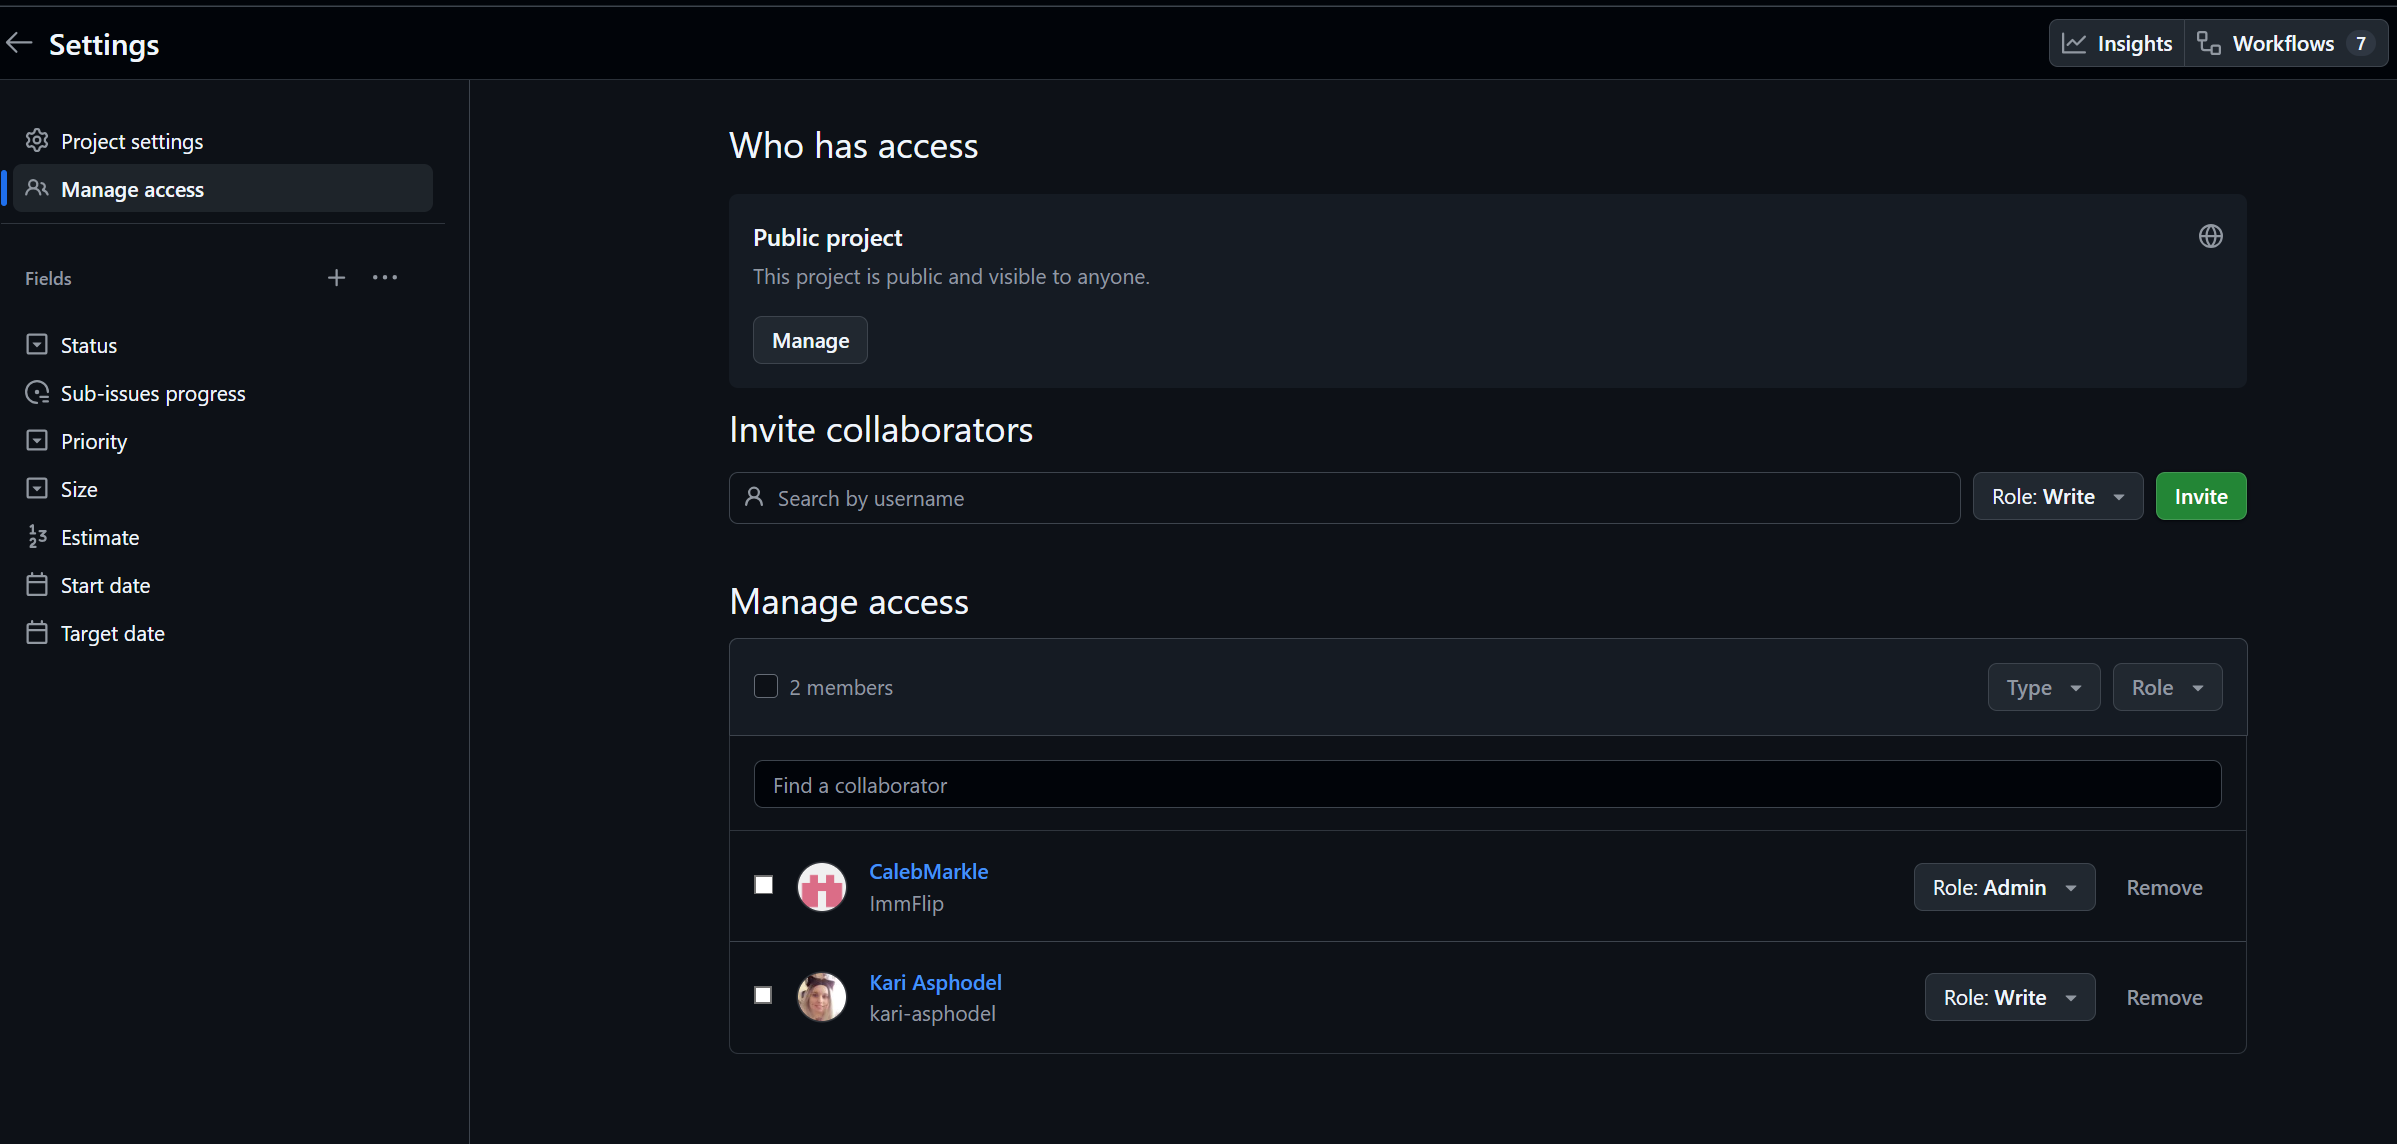 Settings
Insights
Workflows 7
Project settings
Manage access
Fields
Status
Sub-issues progress
Priority
Size
Estimate
Start date
Target date
Who has access
Public project
This project is public and visible to anyone.
Manage
Invite collaborators
Search by username
Role: Write
Invite
Manage access
2 members
Type
Role
Find a collaborator
CalebMarkle
ImmFlip
Role: Admin
Remove
Kari Asphodel
kari-asphodel
Role: Write
Remove